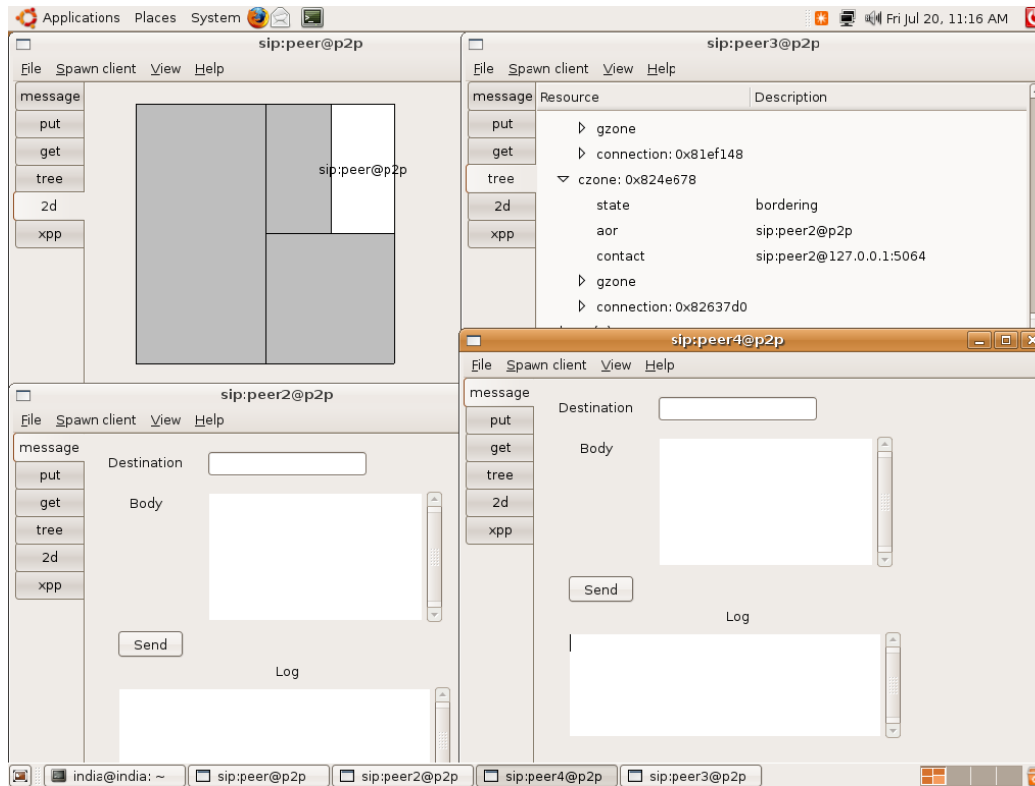 Applications Places System
Fri Jul 20, 11:16 AM
sip:peer@p2p
File Spawn client View Help
message
put
get
tree
2d
xpp
sip:peer@p2p
sip:peer3@p2p
File Spawn client View Help
message
put
get
tree
2d
xpp
Resource Description
gzone
connection: 0x81ef148
czone: 0x824e678
state bordering
aor sip:peer2@p2p
contact sip:peer2@127.0.0.1:5064
gzone
connection: 0x82637d0
sip:peer2@p2p
File Spawn client View Help
message
put
get
tree
2d
xpp
Destination
Body
Send
Log
sip:peer4@p2p
File Spawn client View Help
message
put
get
tree
2d
xpp
Destination
Body
Send
Log
india@india: ~ sip:peer@p2p sip:peer2@p2p sip:peer4@p2p sip:peer3@p2p